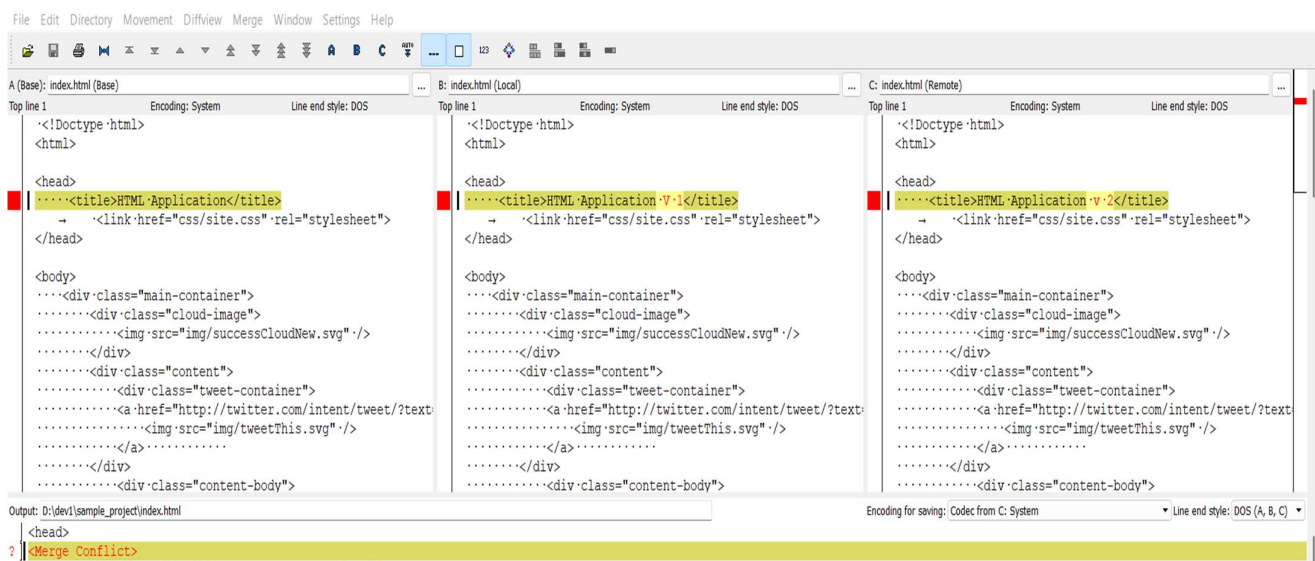 File Edit Directory Movement Diffview Merge Window Settings Help
A B C AUTO ... 123
A (Base): index.html (Base) ...
Top line 1 Encoding: System Line end style: DOS
·<!Doctype·html>
<html>
<head>
·····<title>HTML·Application</title>
→ ·<link·href="css/site.css"·rel="stylesheet">
</head>
<body>
····<div·class="main-container">
········<div·class="cloud-image">
············<img·src="img/successCloudNew.svg"·/>
········</div>
········<div·class="content">
············<div·class="tweet-container">
············<a·href="http://twitter.com/intent/tweet/?text
················<img·src="img/tweetThis.svg"·/>
············</a>············
········</div>
············<div·class="content-body">
B: index.html (Local) ...
Top line 1 Encoding: System Line end style: DOS
·<!Doctype·html>
<html>
<head>
·····<title>HTML·Application·V·1</title>
→ ·<link·href="css/site.css"·rel="stylesheet">
</head>
<body>
····<div·class="main-container">
········<div·class="cloud-image">
············<img·src="img/successCloudNew.svg"·/>
········</div>
········<div·class="content">
············<div·class="tweet-container">
············<a·href="http://twitter.com/intent/tweet/?text=
················<img·src="img/tweetThis.svg"·/>
············</a>············
········</div>
············<div·class="content-body">
C: index.html (Remote) ...
Top line 1 Encoding: System Line end style: DOS
·<!Doctype·html>
<html>
<head>
·····<title>HTML·Application·v·2</title>
→ ·<link·href="css/site.css"·rel="stylesheet">
</head>
<body>
····<div·class="main-container">
········<div·class="cloud-image">
············<img·src="img/successCloudNew.svg"·/>
········</div>
········<div·class="content">
············<div·class="tweet-container">
············<a·href="http://twitter.com/intent/tweet/?text
················<img·src="img/tweetThis.svg"·/>
············</a>············
········</div>
············<div·class="content-body">
Output: D:\dev1\sample_project\index.html Encoding for saving: Codec from C: System Line end style: DOS (A, B, C)
<head>
? <Merge Conflict>